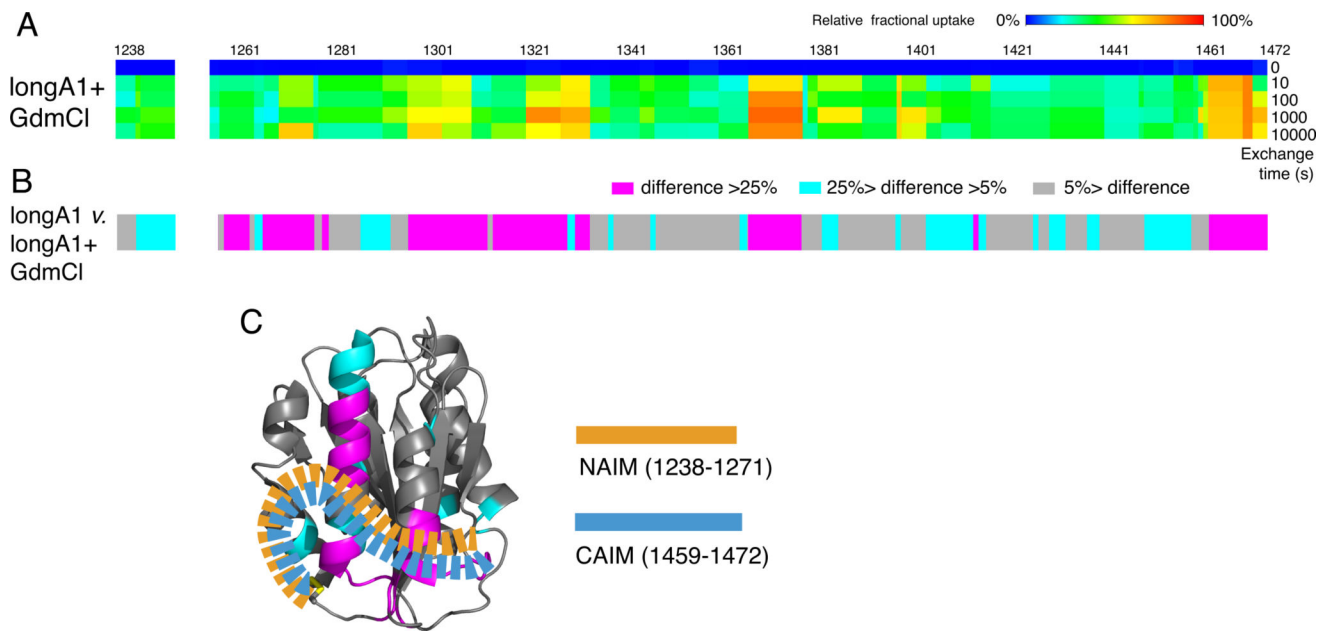 A
Relative fractional uptake 0% 100%
1238 1261 1281 1301 1321 1341 1361 1381 1401 1421 1441 1461 1472
longA1+
GdmCl
0
10
100
1000
10000
Exchange
time (s)
B
difference >25% 25%> difference >5% 5%> difference
longA1 v.
longA1+
GdmCl
C
NAIM (1238-1271)
CAIM (1459-1472)